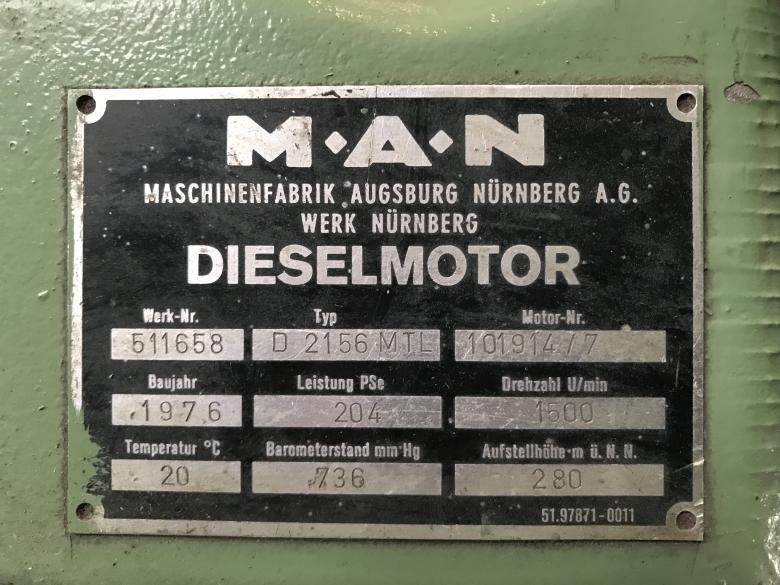 M·A·N
MASCHINENFABRIK AUGSBURG NÜRNBERG A.G.
WERK NÜRNBERG
DIESELMOTOR
Werk-Nr. Typ Motor-Nr.
511658 D 2156 MTL 101914/7
Baujahr Leistung PSe Drehzahl U/min
1976 204 1500
Temperatur °C Barometerstand mm Hg Aufstellhöhe m ü. N. N.
20 736 280
51.97871-0011